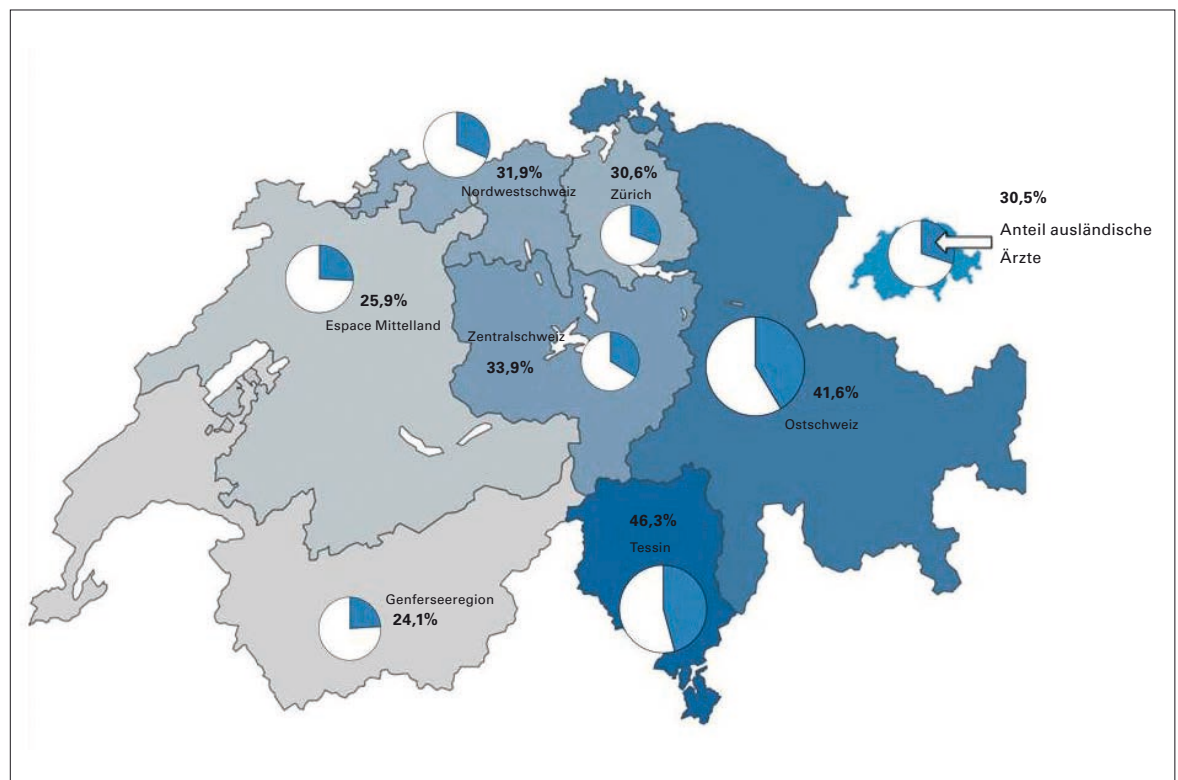 31,9%
Nordwestschweiz
30,6%
Zürich
30,5%
Anteil ausländische
Ärzte
25,9%
Espace Mittelland
Zentralschweiz
33,9%
41,6%
Ostschweiz
46,3%
Tessin
Genferseeregion
24,1%